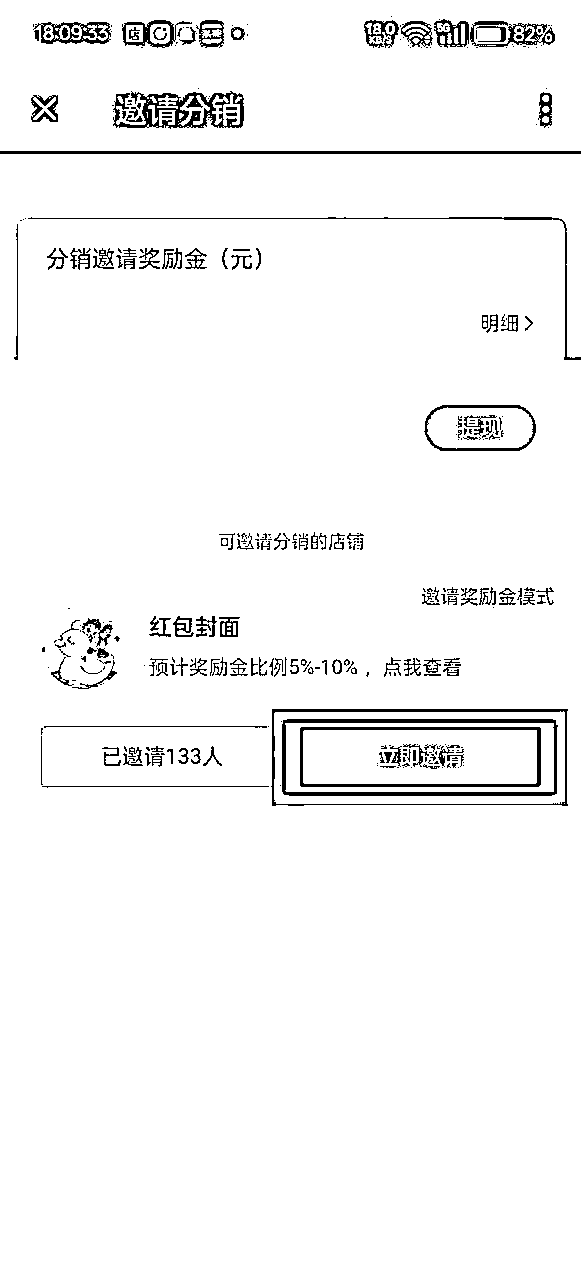 18:09:33 店 5G 82%
邀请分销
分销邀请奖励金（元）
明细
提现
可邀请分销的店铺
邀请奖励金模式
红包封面
预计奖励金比例5%-10%，点我查看
已邀请133人
立即邀请